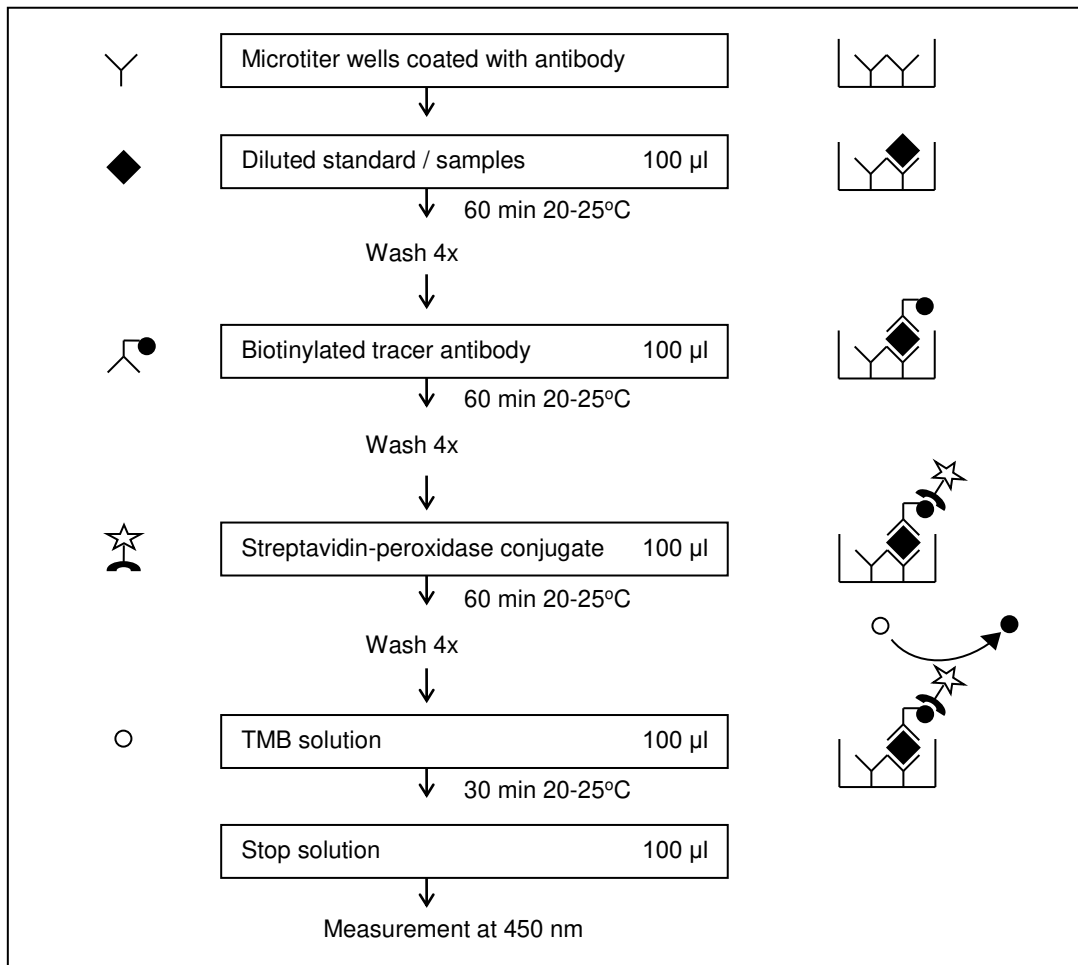 Microtiter wells coated with antibody
Diluted standard / samples 100 µl
60 min 20-25ºC
Wash 4x
Biotinylated tracer antibody 100 µl
60 min 20-25ºC
Wash 4x
Streptavidin-peroxidase conjugate 100 µl
60 min 20-25ºC
Wash 4x
TMB solution 100 µl
30 min 20-25ºC
Stop solution 100 µl
Measurement at 450 nm